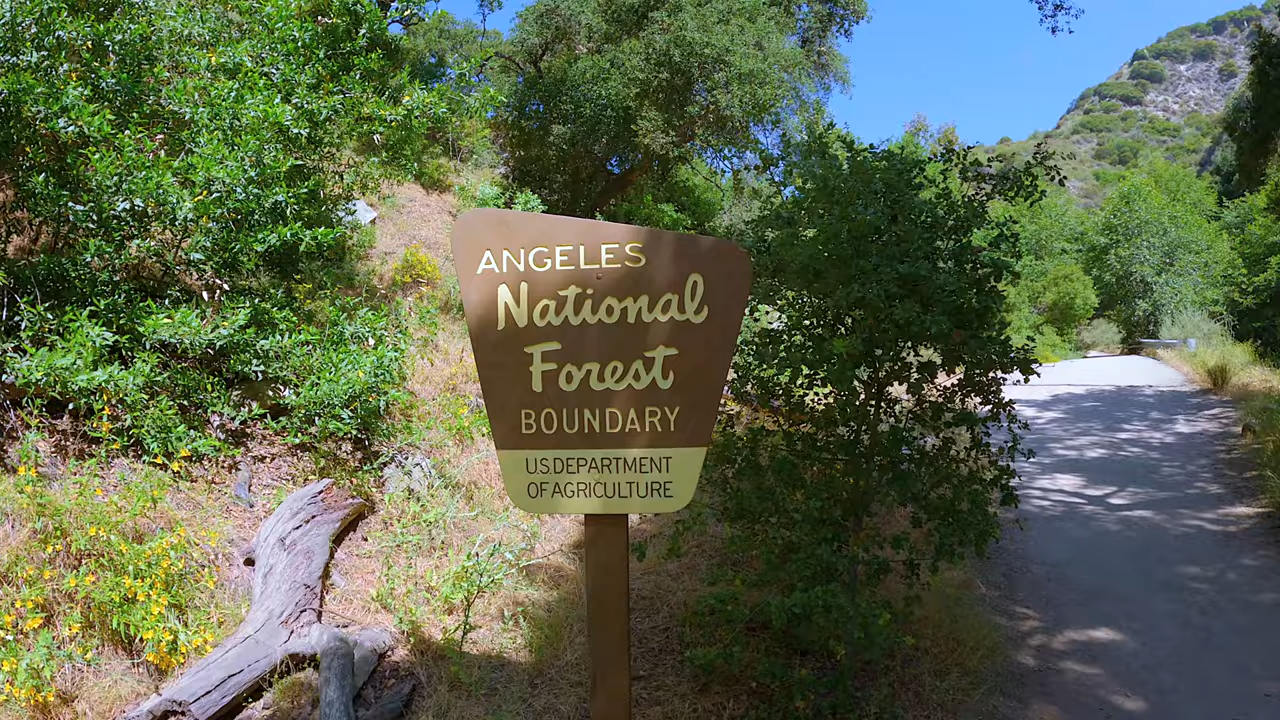 ANGELES
National
Forest
BOUNDARY
U.S.DEPARTMENT
OF AGRICULTURE